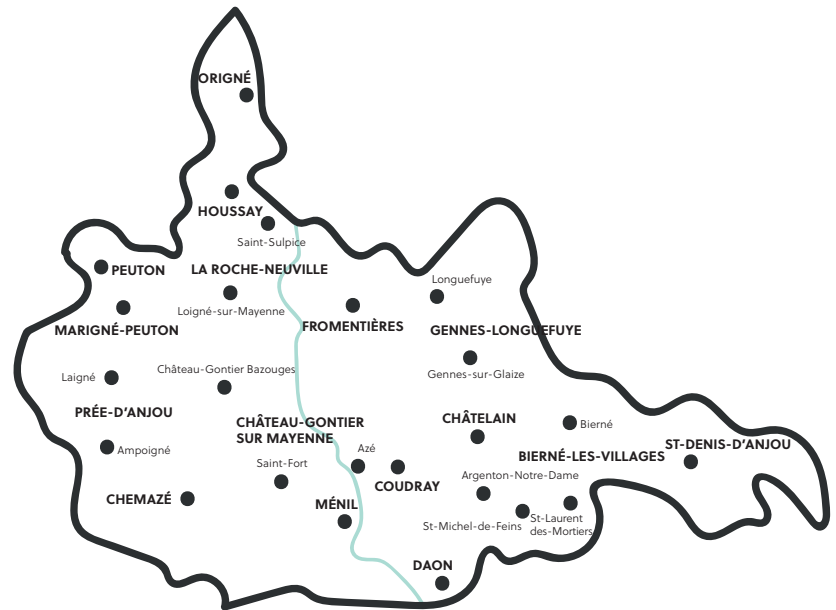 ORIGNÉ
HOUSSAY
Saint-Sulpice
PEUTON
LA ROCHE-NEUVILLE
Longuefuye
Loigné-sur-Mayenne
MARIGNÉ-PEUTON
FROMENTIÈRES
GENNES-LONGUEFUYE
Château-Gontier Bazouges
Laigné
Gennes-sur-Glaize
PRÉE-D'ANJOU
CHÂTEAU-GONTIER
SUR MAYENNE
CHÂTELAIN
Bierné
Ampoigné
Azé
ST-DENIS-D'ANJOU
BIERNÉ-LES-VILLAGES
Saint-Fort
Argenton-Notre-Dame
COUDRAY
CHEMAZÉ
MÉNIL
St-Michel-de-Feins
St-Laurent
des-Mortiers
DAON